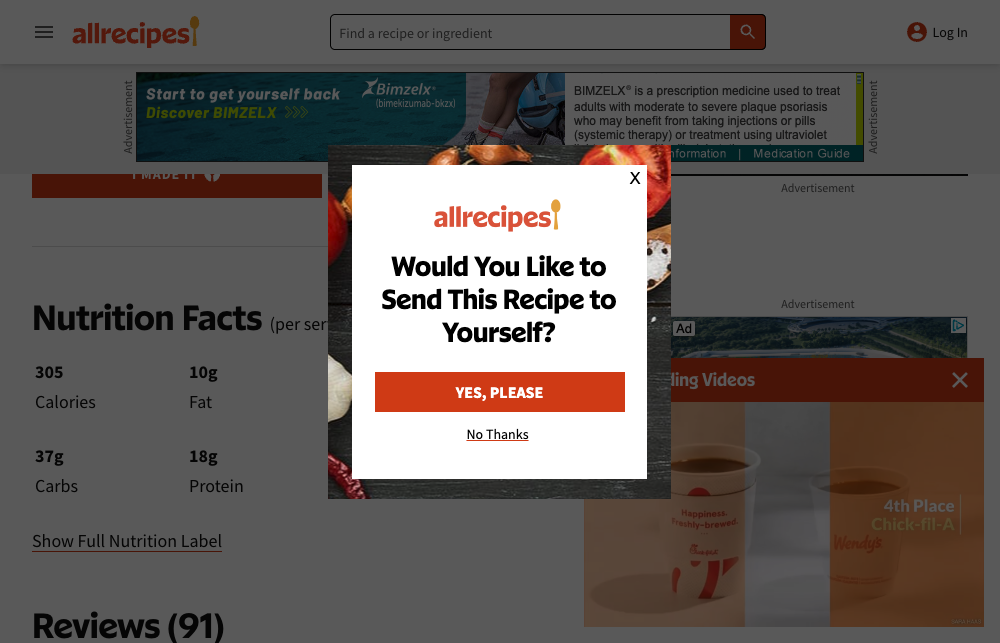 allrecipes
Find a recipe or ingredient
Log In
Advertisement
Start to get yourself back
Discover BIMZELX >>>
Bimzelx
(bimekizumab-bkzx)
BIMZELX® is a prescription medicine used to treat
adults with moderate to severe plaque psoriasis
who may benefit from taking injections or pills
(systemic therapy) or treatment using ultraviolet
nformation | Medication Guide
Advertisement
I MADE IT
Advertisement
X
allrecipes
Would You Like to
Send This Recipe to
Yourself?
YES, PLEASE
No Thanks
Nutrition Facts (per ser
305
Calories
10g
Fat
37g
Carbs
18g
Protein
Show Full Nutrition Label
Reviews (91)
Advertisement
Ad
ding Videos
Happiness.
Freshly-brewed.
4th Place
Chick-fil-A
Wendy's